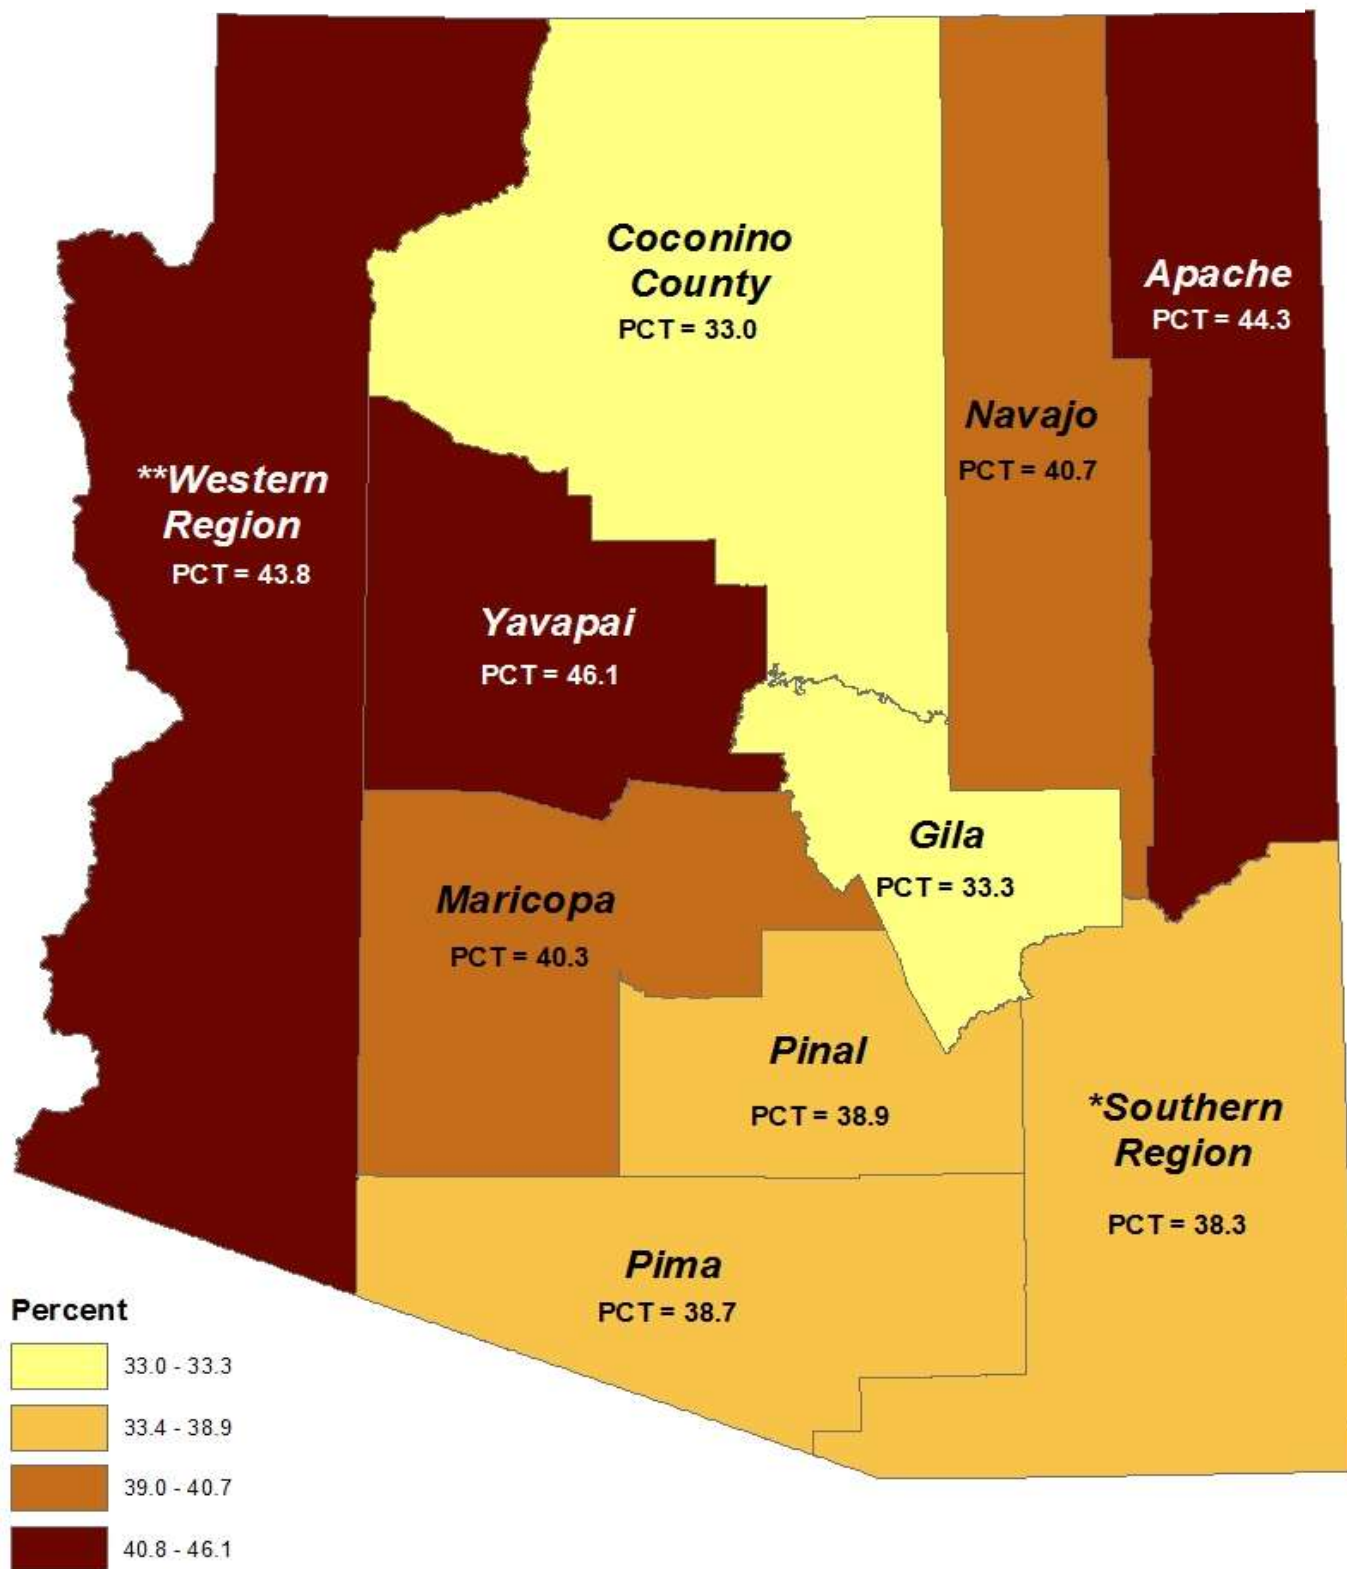 Coconino
County
PCT = 33.0
Apache
PCT = 44.3
Navajo
PCT = 40.7
**Western
Region
PCT = 43.8
Yavapai
PCT = 46.1
Gila
PCT = 33.3
Maricopa
PCT = 40.3
Pinal
PCT = 38.9
*Southern
Region
PCT = 38.3
Pima
PCT = 38.7
Percent
33.0 - 33.3
33.4 - 38.9
39.0 - 40.7
40.8 - 46.1